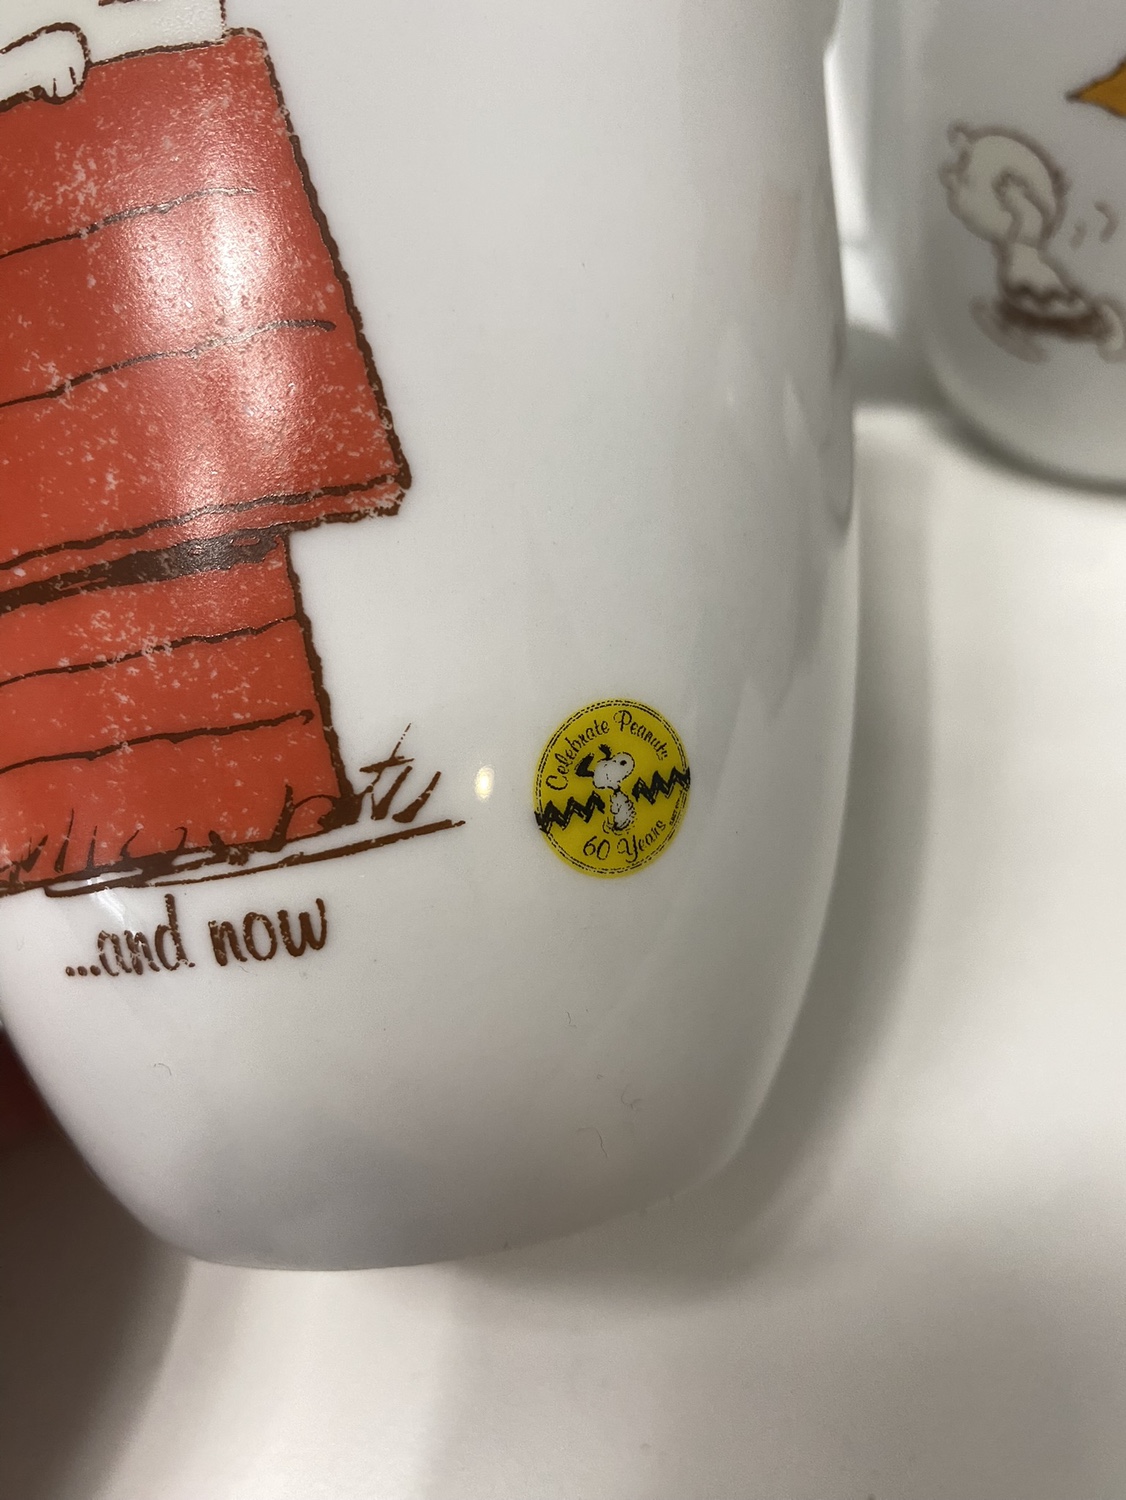 Celebrate Peanuts
60 Years
...and now